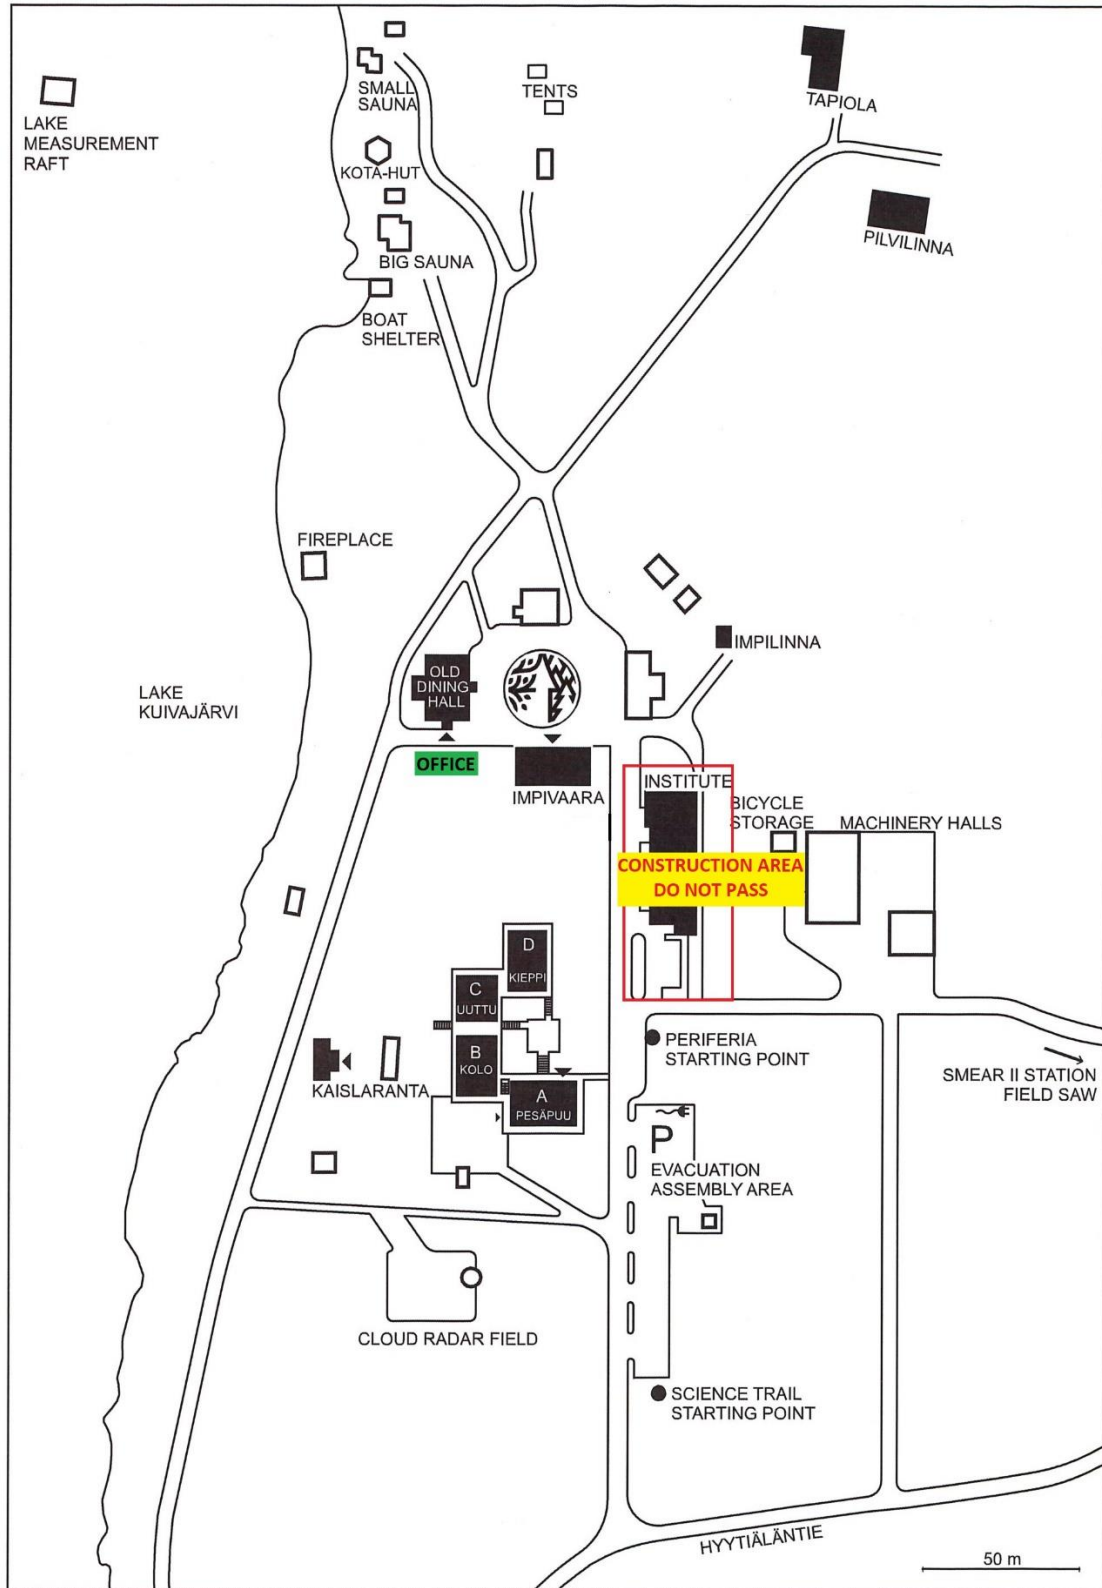 SMALL
SAUNA
TENTS
TAPIOLA
LAKE
MEASUREMENT
RAFT
KOTA-HUT
PILVILINNA
BIG SAUNA
BOAT
SHELTER
FIREPLACE
IMPILINNA
OLD
DINING
HALL
LAKE
KUIVAJÄRVI
OFFICE
IMPIVAARA
INSTITUTE
BICYCLE
STORAGE
MACHINERY HALLS
CONSTRUCTION AREA
DO NOT PASS
D
KIEPPI
C
UUTTU
B
KOLO
A
PESÄPUU
KAISLARANTA
PERIFERIA
STARTING POINT
SMEAR II STATION
FIELD SAW
P
EVACUATION
ASSEMBLY AREA
CLOUD RADAR FIELD
SCIENCE TRAIL
STARTING POINT
HYYTIÄLÄNTIE
50 m